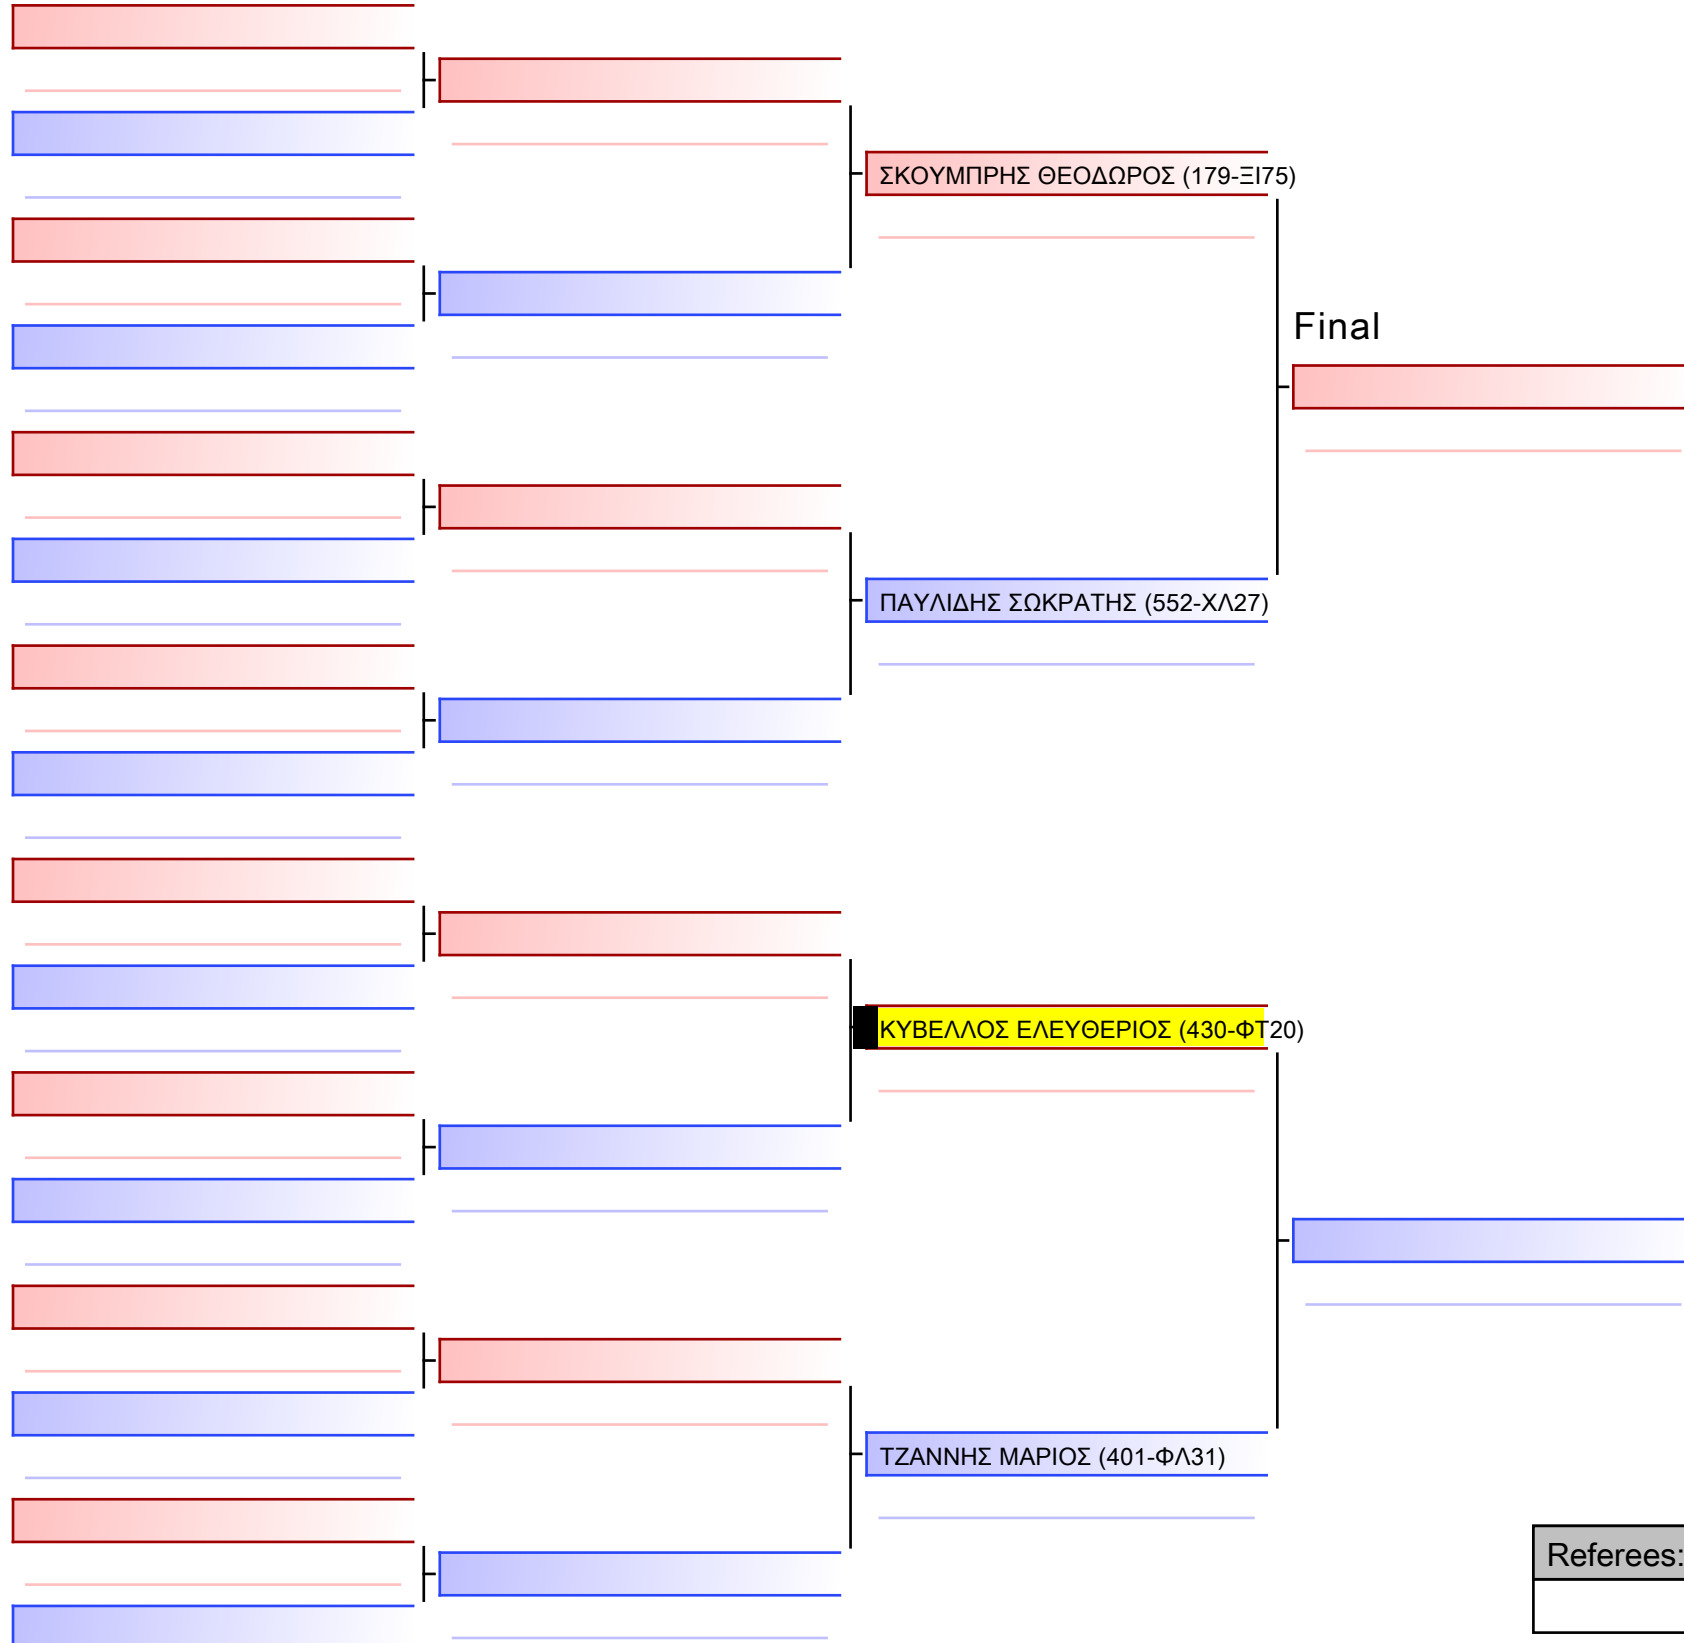 ΣΚΟΥΜΠΡΗΣ ΘΕΟΔΩΡΟΣ (179-ΞΙ75)
Final
ΠΑΥΛΙΔΗΣ ΣΩΚΡΑΤΗΣ (552-ΧΛ27)
ΚΥΒΕΛΛΟΣ ΕΛΕΥΘΕΡΙΟΣ (430-ΦΤ20)
ΤΖΑΝΝΗΣ ΜΑΡΙΟΣ (401-ΦΛ31)
Referees: